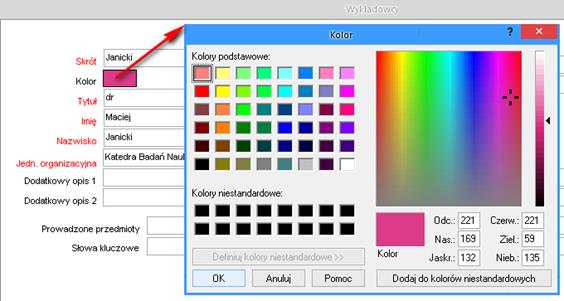 Wykładowcy
Skrót Janicki
Kolor
Tytuł dr
Imię Maciej
Nazwisko Janicki
Jedn. organizacyjna Katedra Badań Nauk
Dodatkowy opis 1
Dodatkowy opis 2
Prowadzone przedmioty
Słowa kluczowe
Kolor ? X
Kolory podstawowe:
Kolory niestandardowe:
Definiuj kolory niestandardowe >>
OK Anuluj Pomoc
Kolor
Odc.: 221 Czerw.: 221
Nas.: 169 Ziel.: 59
Jaskr.: 132 Nieb.: 135
Dodaj do kolorów niestandardowych